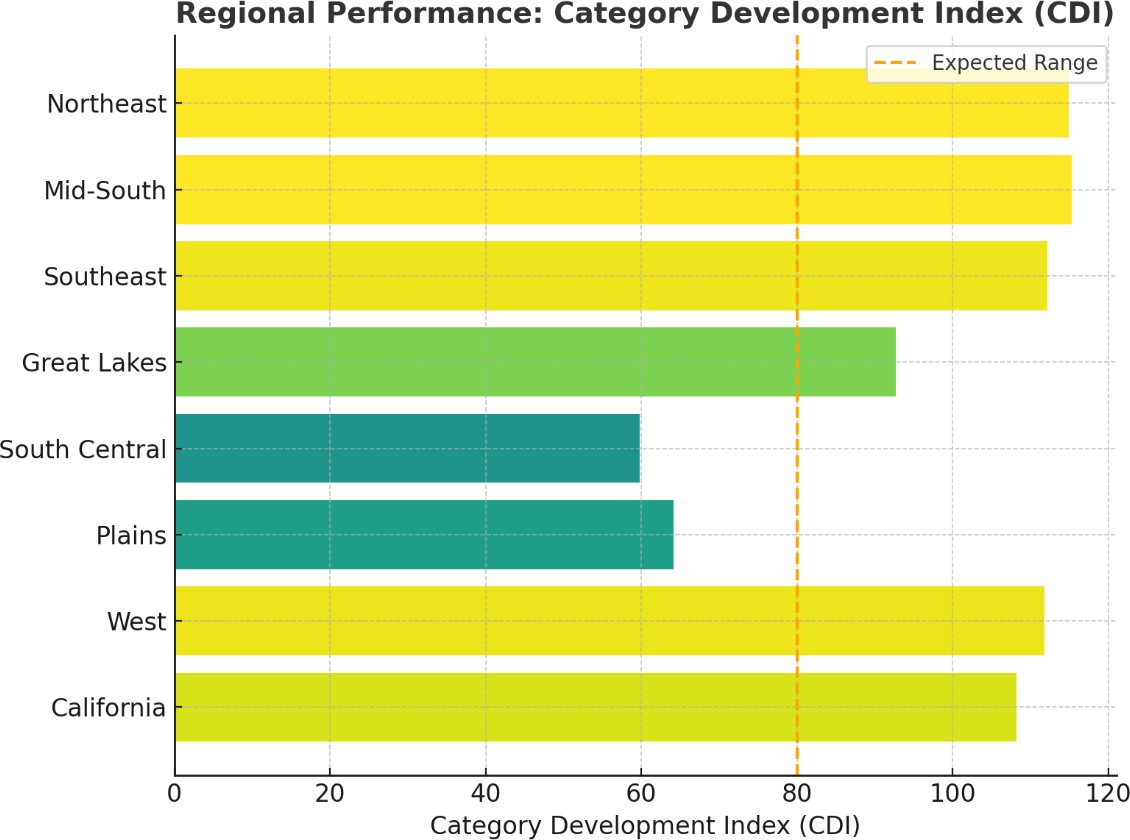 Regional Performance: Category Development Index (CDI)
Expected Range
Northeast
Mid-South
Southeast
Great Lakes
South Central
Plains
West
California
0 20 40 60 80 100 120
Category Development Index (CDI)